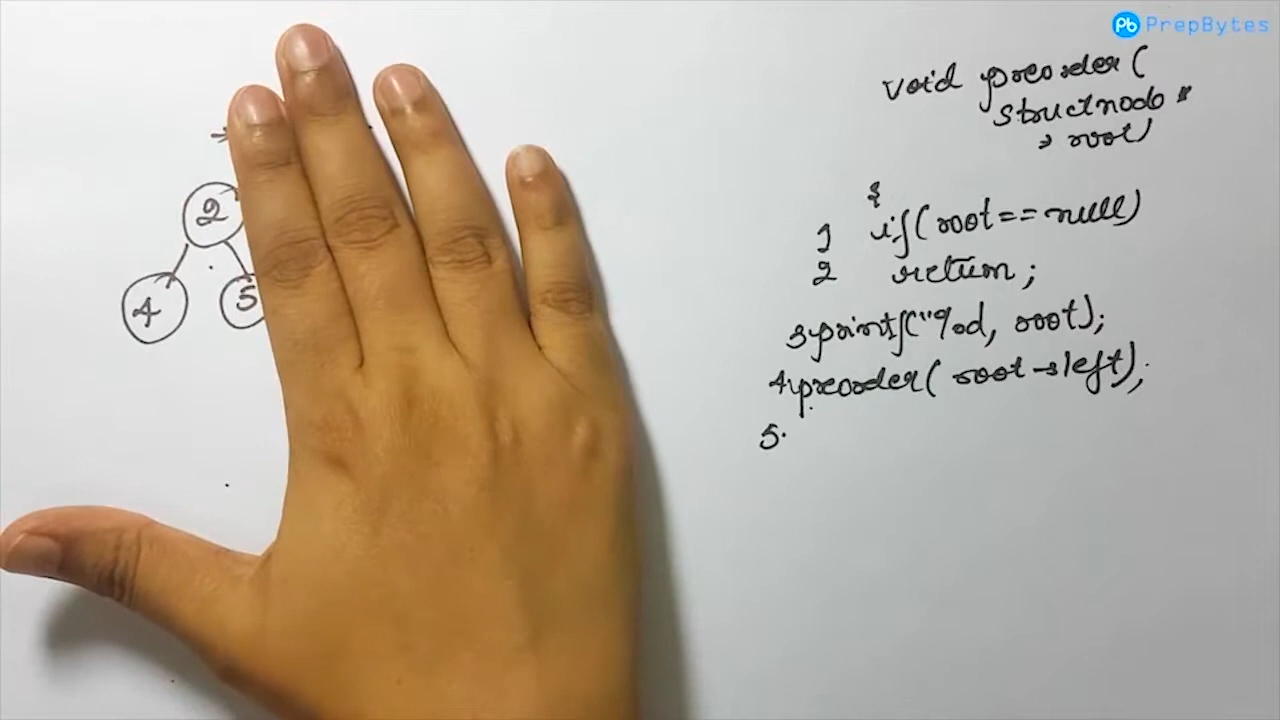 PrepBytes
void preorder(
struct node *
root)
{
1 if(root==null)
2 return;
3 printf("%d, root);
4 preorder(root->left);
5.
2
4 5